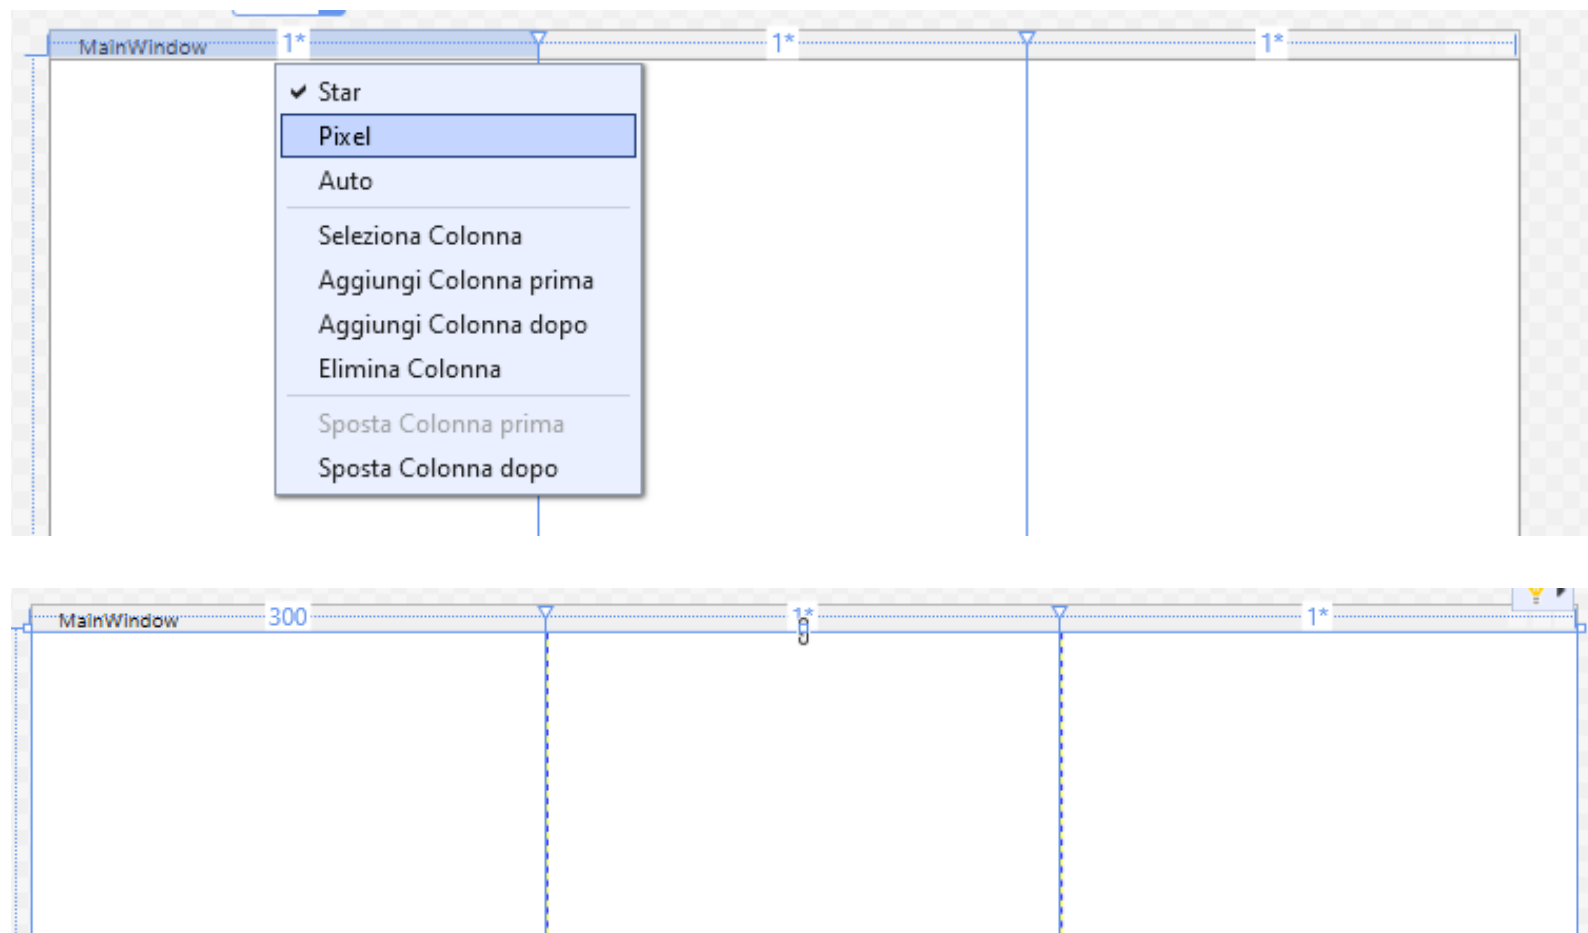 MainWindow 1* 1* 1*
Star
Pixel
Auto
Seleziona Colonna
Aggiungi Colonna prima
Aggiungi Colonna dopo
Elimina Colonna
Sposta Colonna prima
Sposta Colonna dopo
MainWindow 300 1* 1*